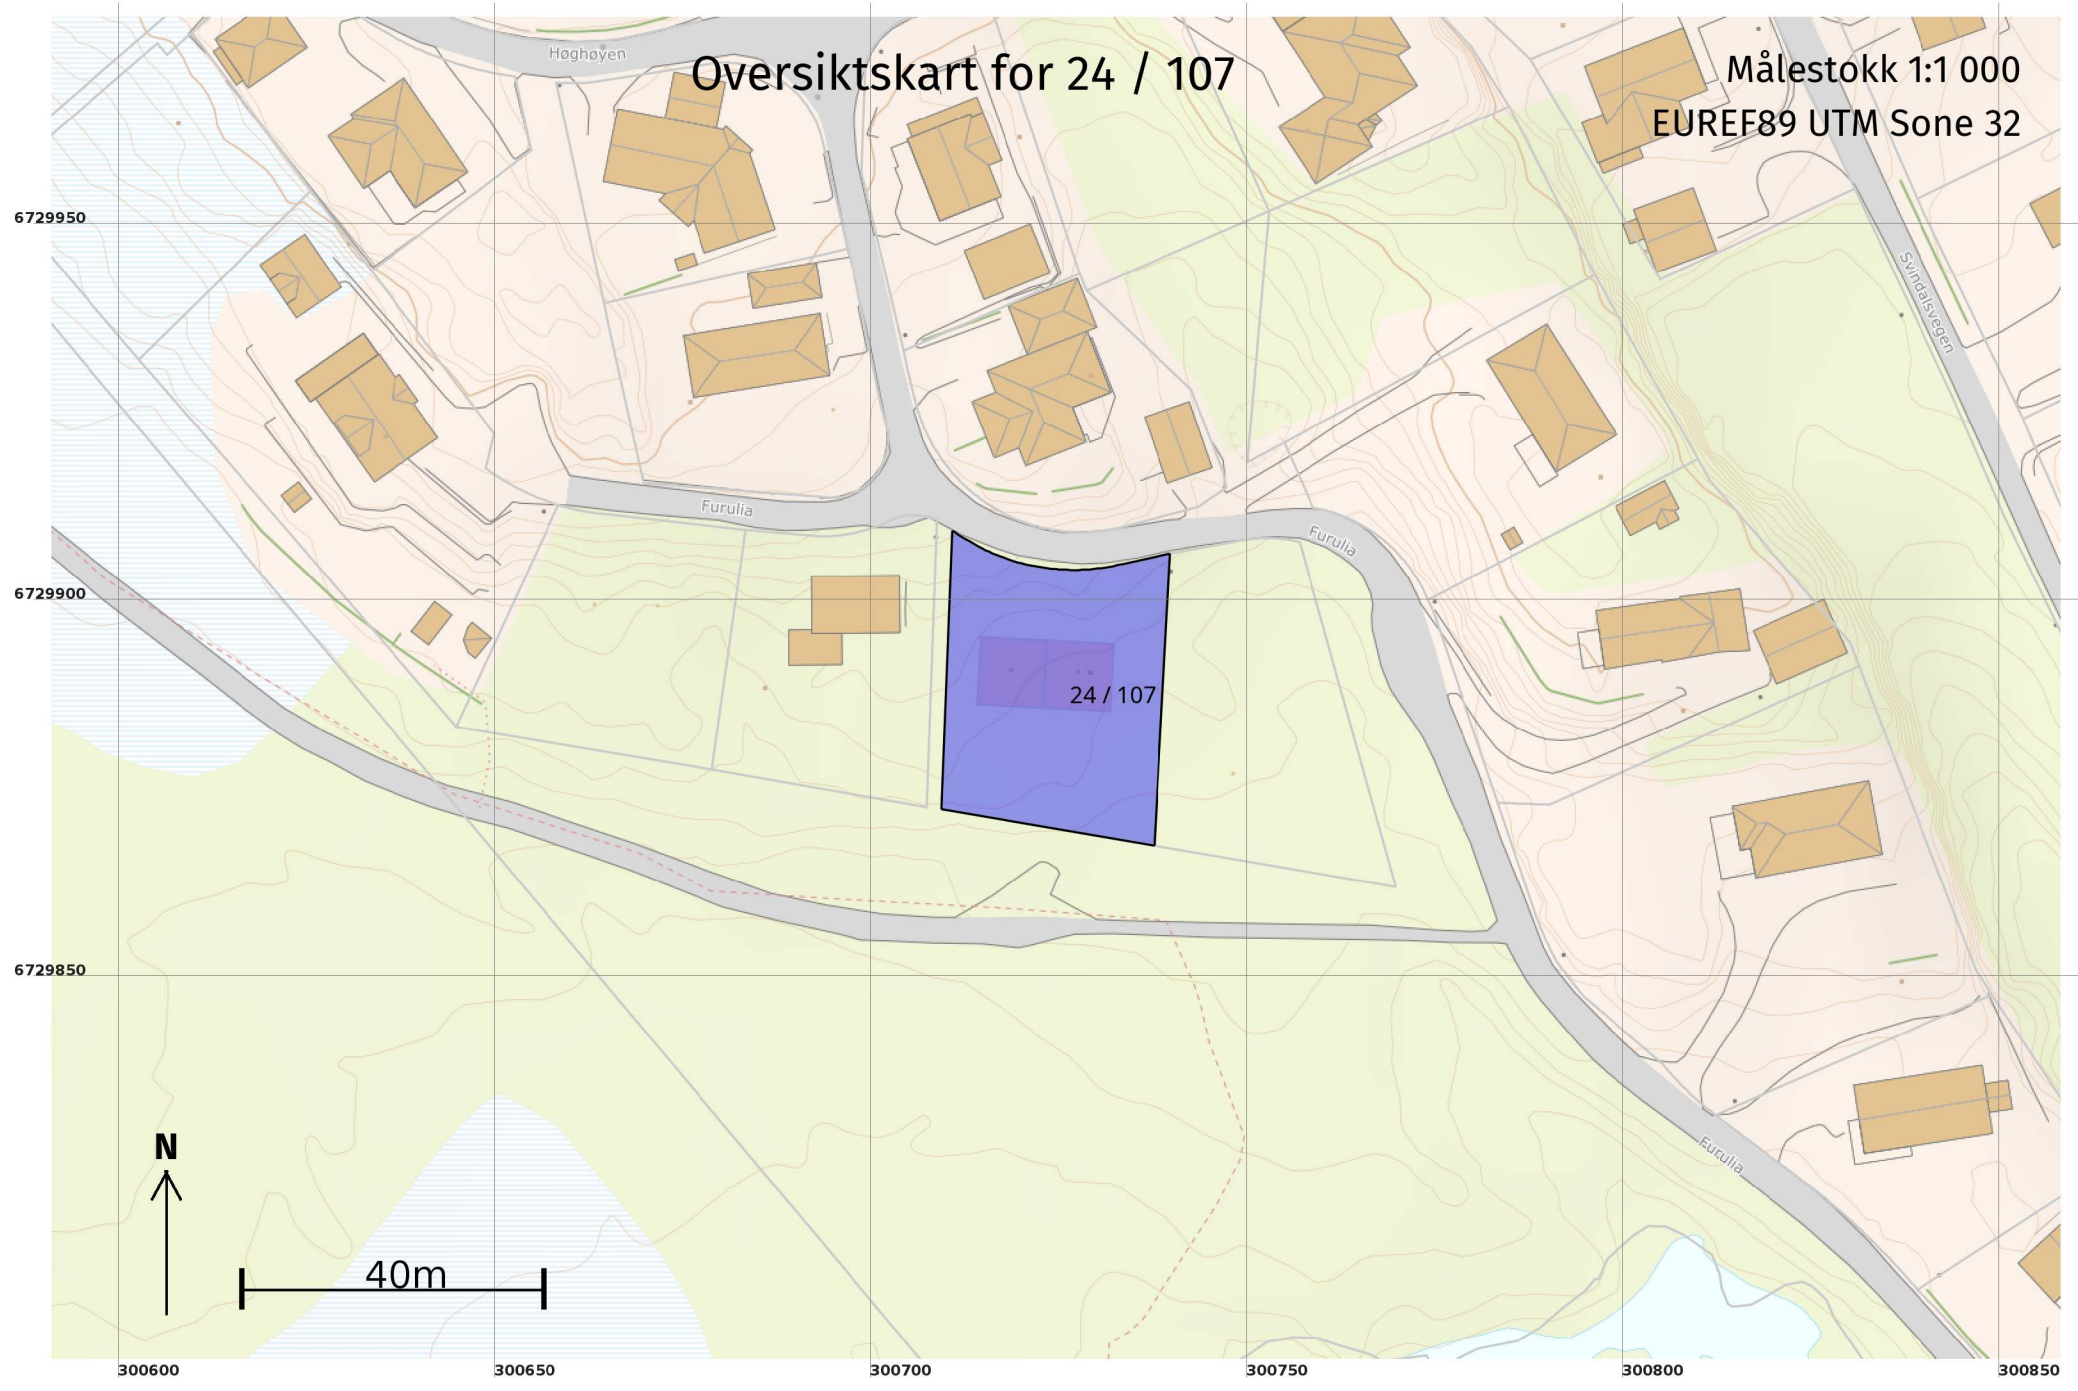 Høghøyen
Oversiktskart for 24 / 107
Målestokk 1:1 000
EUREF89 UTM Sone 32
6729950
Svindalsvegen
Furulia
Furulia
6729900
24 / 107
6729850
Furulia
N
40m
300600
300650
300700
300750
300800
300850